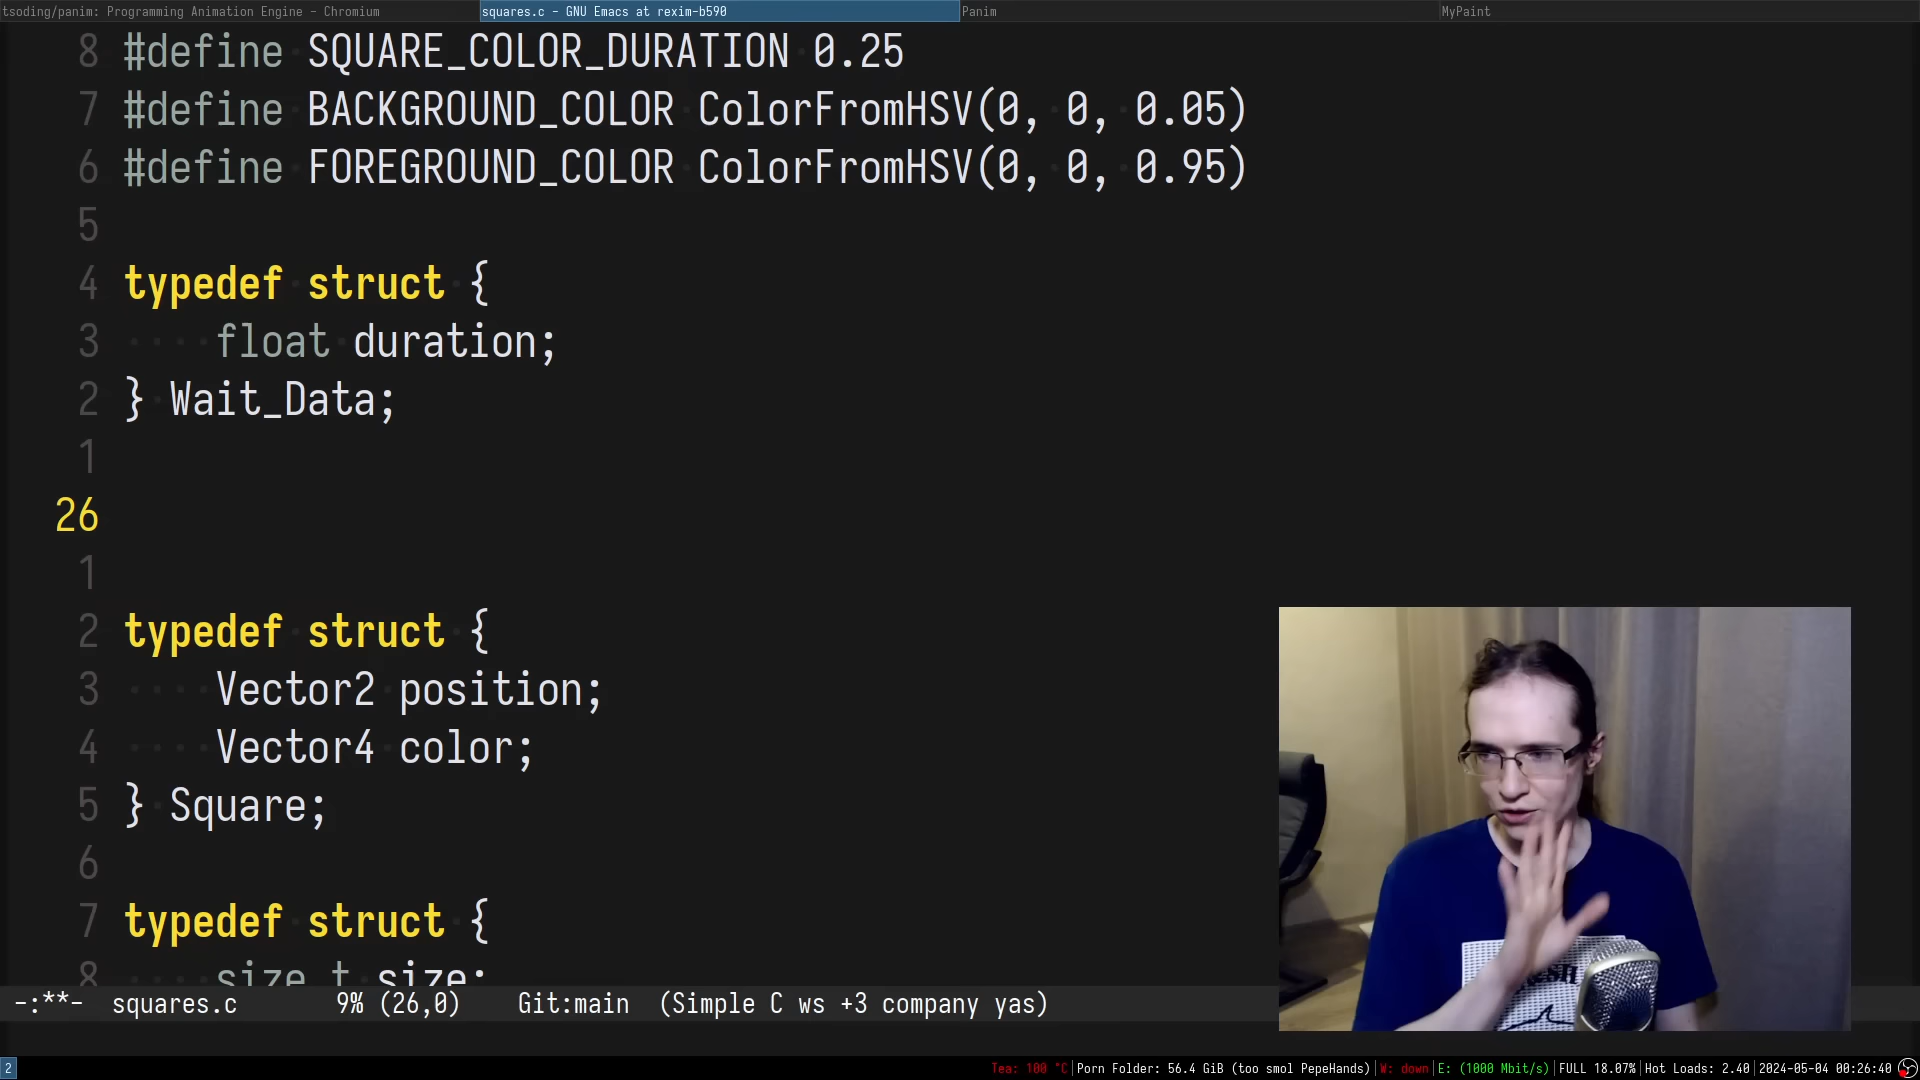 tsoding/panim: Programming Animation Engine - Chromium
squares.c - GNU Emacs at rexim-b590
Panim
MyPaint
8 #define SQUARE_COLOR_DURATION 0.25
7 #define BACKGROUND_COLOR ColorFromHSV(0, 0, 0.05)
6 #define FOREGROUND_COLOR ColorFromHSV(0, 0, 0.95)
5
4 typedef struct {
3 float duration;
2 } Wait_Data;
1
26
1
2 typedef struct {
3 Vector2 position;
4 Vector4 color;
5 } Square;
6
7 typedef struct {
8 size_t size;
-:**- squares.c 9% (26,0) Git:main (Simple C ws +3 company yas)
2
Tea: 100 °C|Porn Folder: 56.4 GiB (too smol PepeHands)|W: down|E: (1000 Mbit/s)|FULL 18.07%|Hot Loads: 2.40|2024-05-04 00:26:40